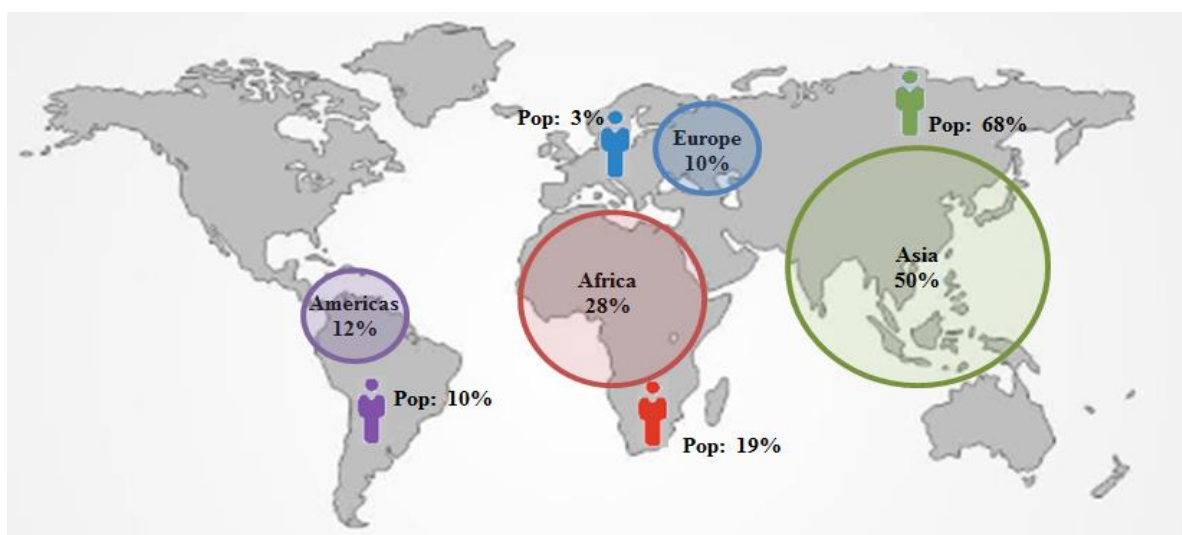 Pop: 3%
Europe
10%
Pop: 68%
Asia
50%
Africa
28%
Americas
12%
Pop: 10%
Pop: 19%